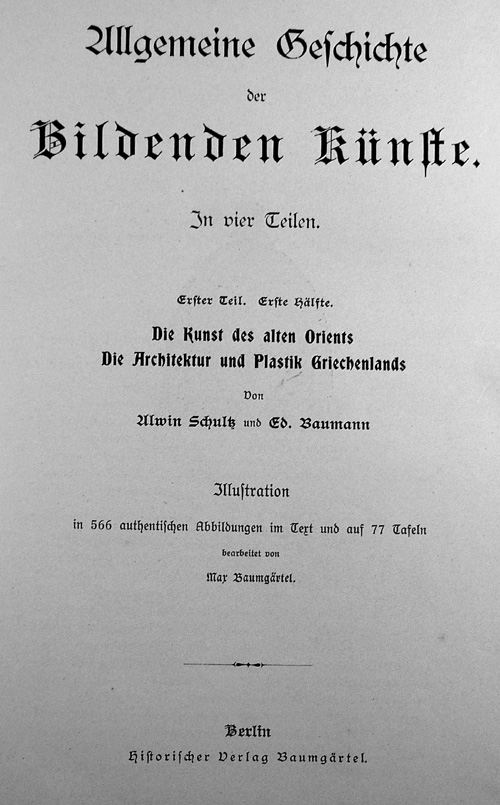 Allgemeine Geschichte
der
Bildenden Künste.
In vier Teilen.
Erster Teil. Erste Hälfte.
Die Kunst des alten Orients
Die Architektur und Plastik Griechenlands
Von
Alwin Schultz und Ed. Baumann
Illustration
in 566 authentischen Abbildungen im Text und auf 77 Tafeln
bearbeitet von
Max Baumgärtel.
Berlin
Historischer Verlag Baumgärtel.